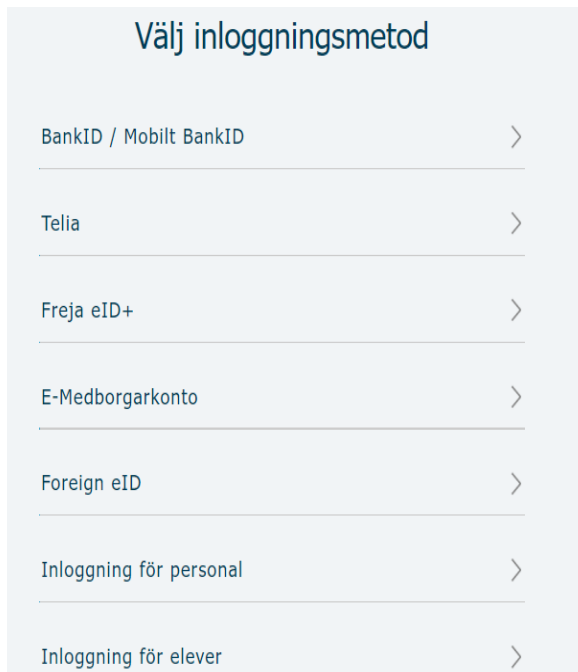 Välj inloggningsmetod
BankID / Mobilt BankID
Telia
Freja eID+
E-Medborgarkonto
Foreign eID
Inloggning för personal
Inloggning för elever